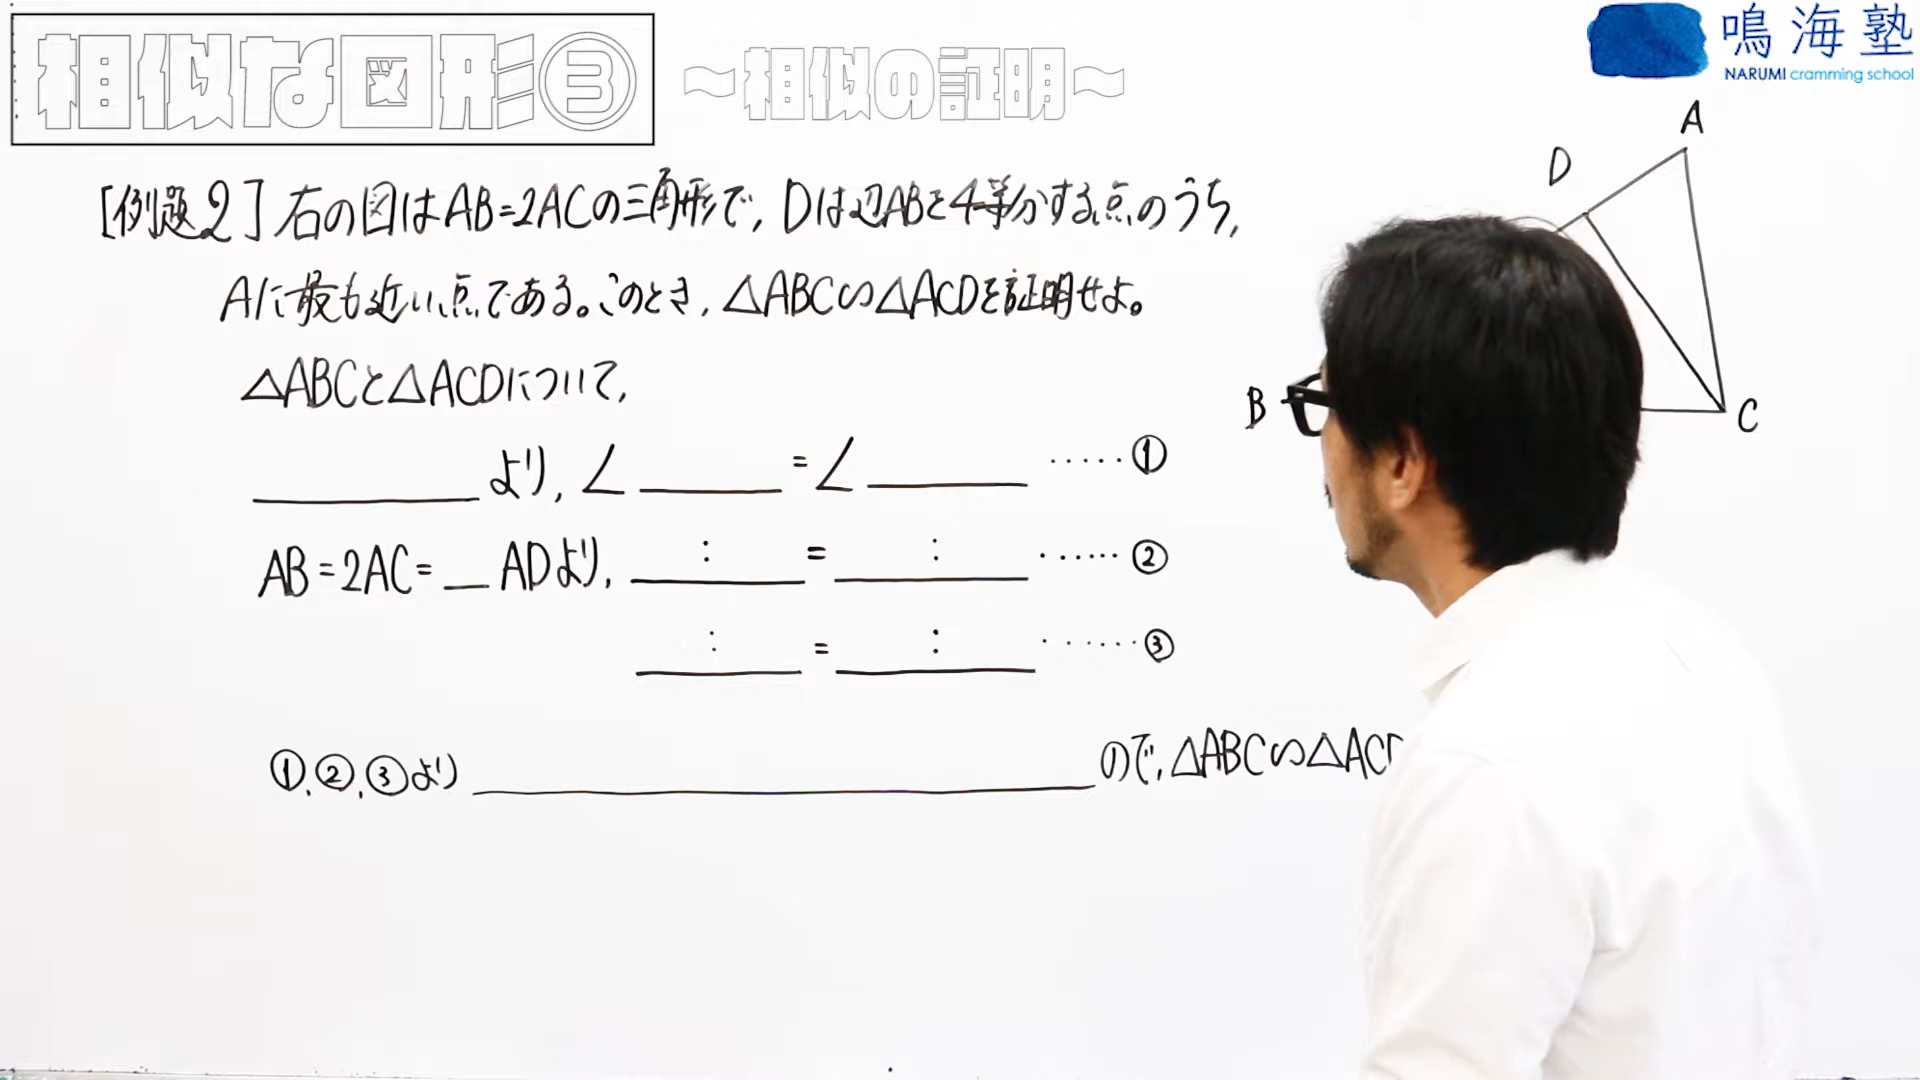 相似な図形③ ～相似の証明～
鳴海塾
NARUMI cramming school
[例題2] 右の図はAB=2ACの三角形で, Dは辺ABを4等分する点のうち,
Aに最も近い点である。このとき, △ABC∽△ACDを証明せよ。
△ABCと△ACDについて,
より, ∠ = ∠ ……①
AB=2AC= ADより, : = : ……②
: = : ……③
①,②,③より ので, △ABC∽△AC
A
D
B
C